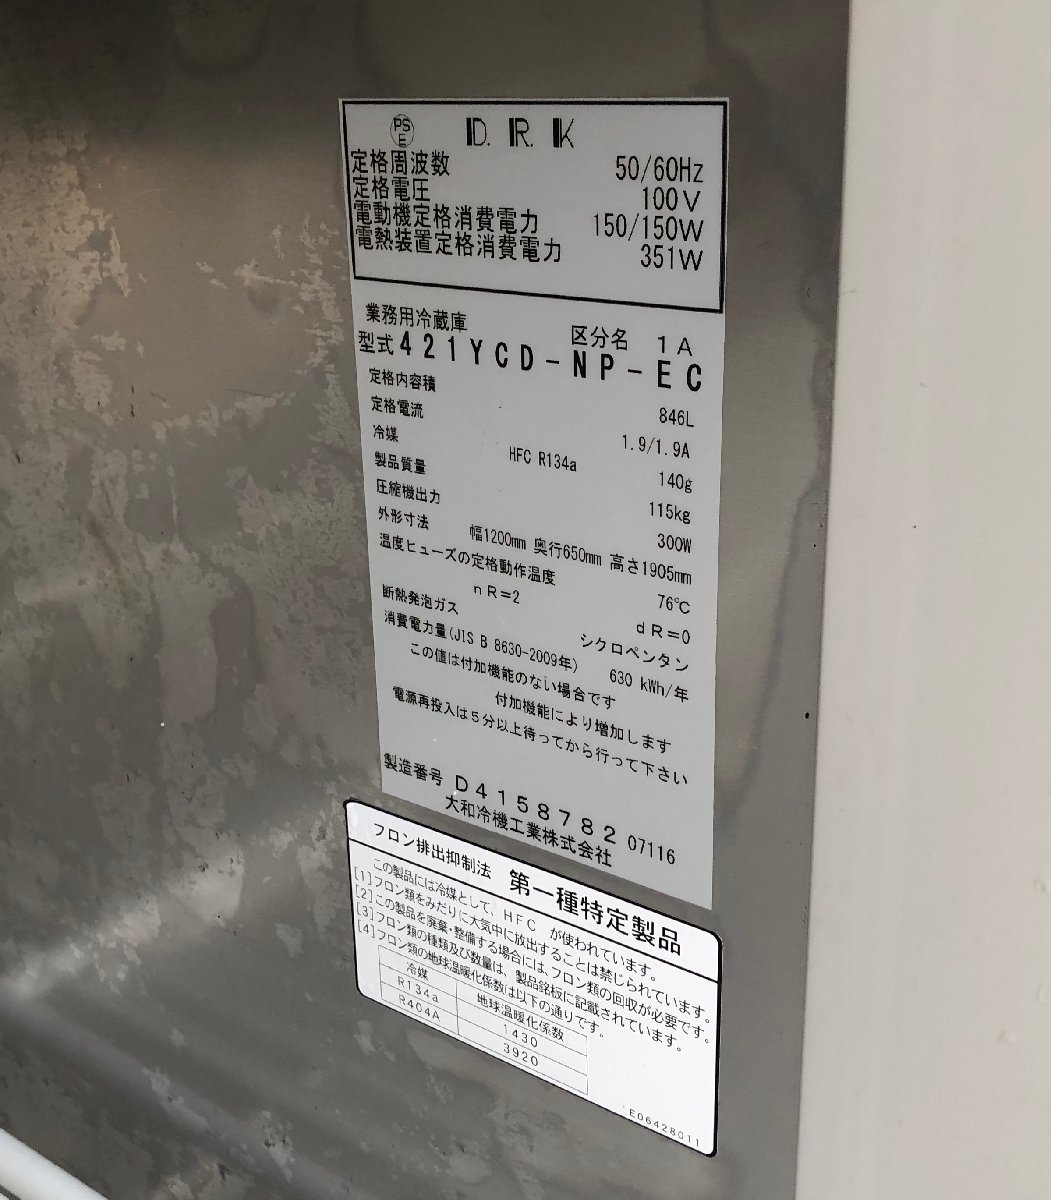 PS E D.R.K
定格周波数 50/60Hz
定格電圧 100V
電動機定格消費電力 150/150W
電熱装置定格消費電力 351W
業務用冷蔵庫 区分名 1A
型式 421YCD-NP-EC
定格内容積 846L
定格電流 1.9/1.9A
冷媒 HFC R134a 140g
製品質量 115kg
圧縮機出力 300W
外形寸法 幅1200mm 奥行650mm 高さ1905mm
温度ヒューズの定格動作温度 76℃
nR=2 dR=0
断熱発泡ガス シクロペンタン
消費電力量(JIS B 8630-2009年) 630 kWh/年
この値は付加機能のない場合です
付加機能により増加します
電源再投入は5分以上待ってから行って下さい
製造番号 D4158782 07116
大和冷機工業株式会社
フロン排出抑制法 第一種特定製品
この製品には冷媒として、HFC が使われています。
[1]フロン類をみだりに大気中に放出することは禁じられています。
[2]この製品を廃棄・整備する場合には、フロン類の回収が必要です。
[3]フロン類の種類及び数量は、製品銘板に記載されています。
[4]フロン類の地球温暖化係数は以下の通りです。
冷媒 地球温暖化係数
R134a 1430
R404A 3920
E06428011